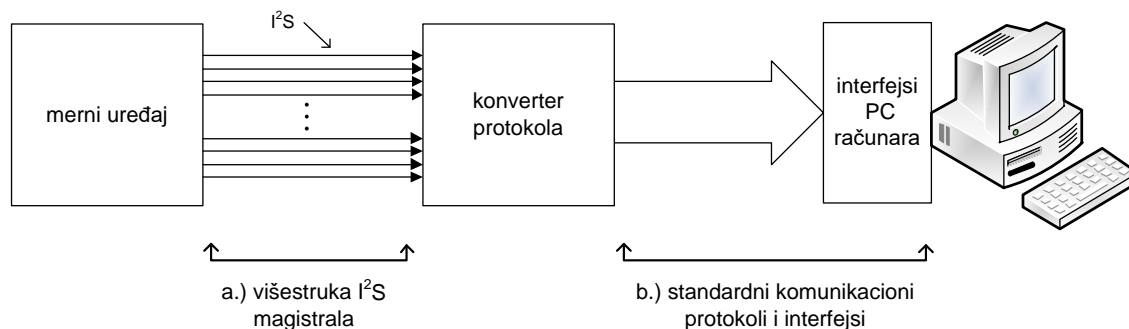 I²S
merni uređaj
konverter
protokola
interfejsi
PC
računara
a.) višestruka I²S
magistrala
b.) standardni komunikacioni
protokoli i interfejsi